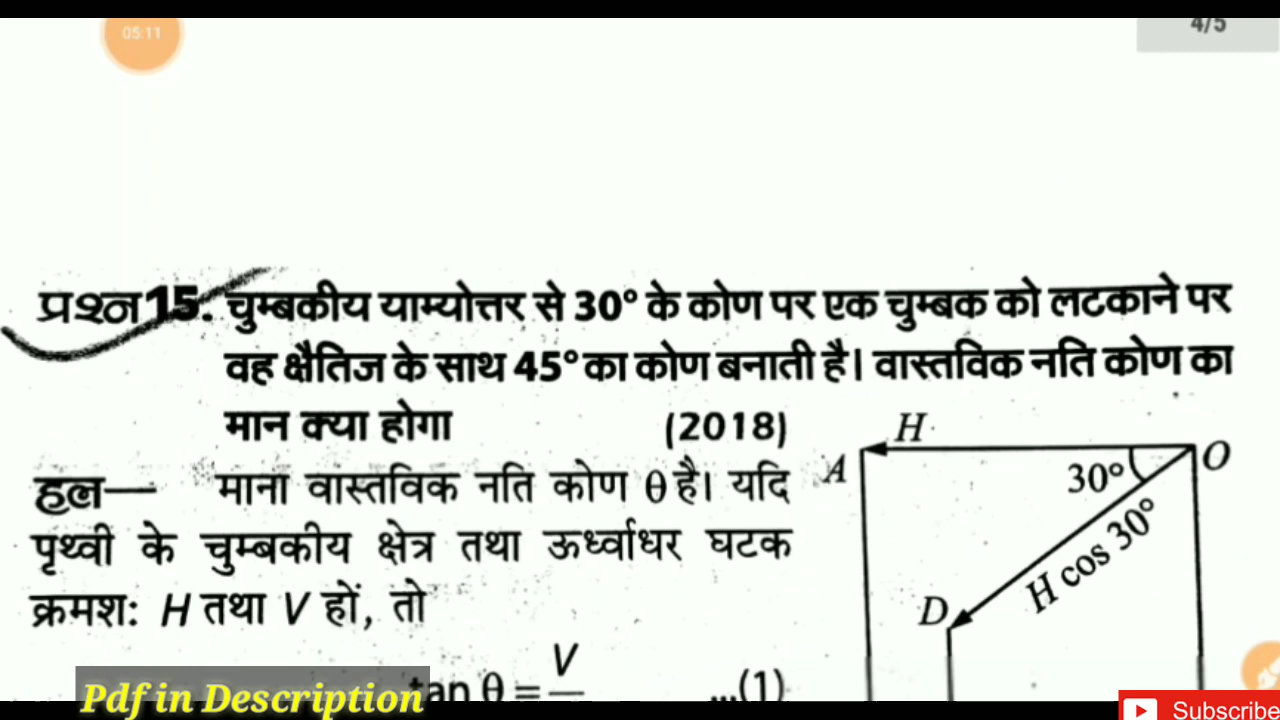 05:11
4/5
प्रश्न 15. चुम्बकीय याम्योत्तर से 30° के कोण पर एक चुम्बक को लटकाने पर
वह क्षैतिज के साथ 45° का कोण बनाती है। वास्तविक नति कोण का
मान क्या होगा (2018)
हल— माना वास्तविक नति कोण θ है। यदि
पृथ्वी के चुम्बकीय क्षेत्र तथा ऊर्ध्वाधर घटक
क्रमश: H तथा V हों, तो
tan θ = V ...(1)
H
A
O
30°
H cos 30°
D
Pdf in Description
Subscribe